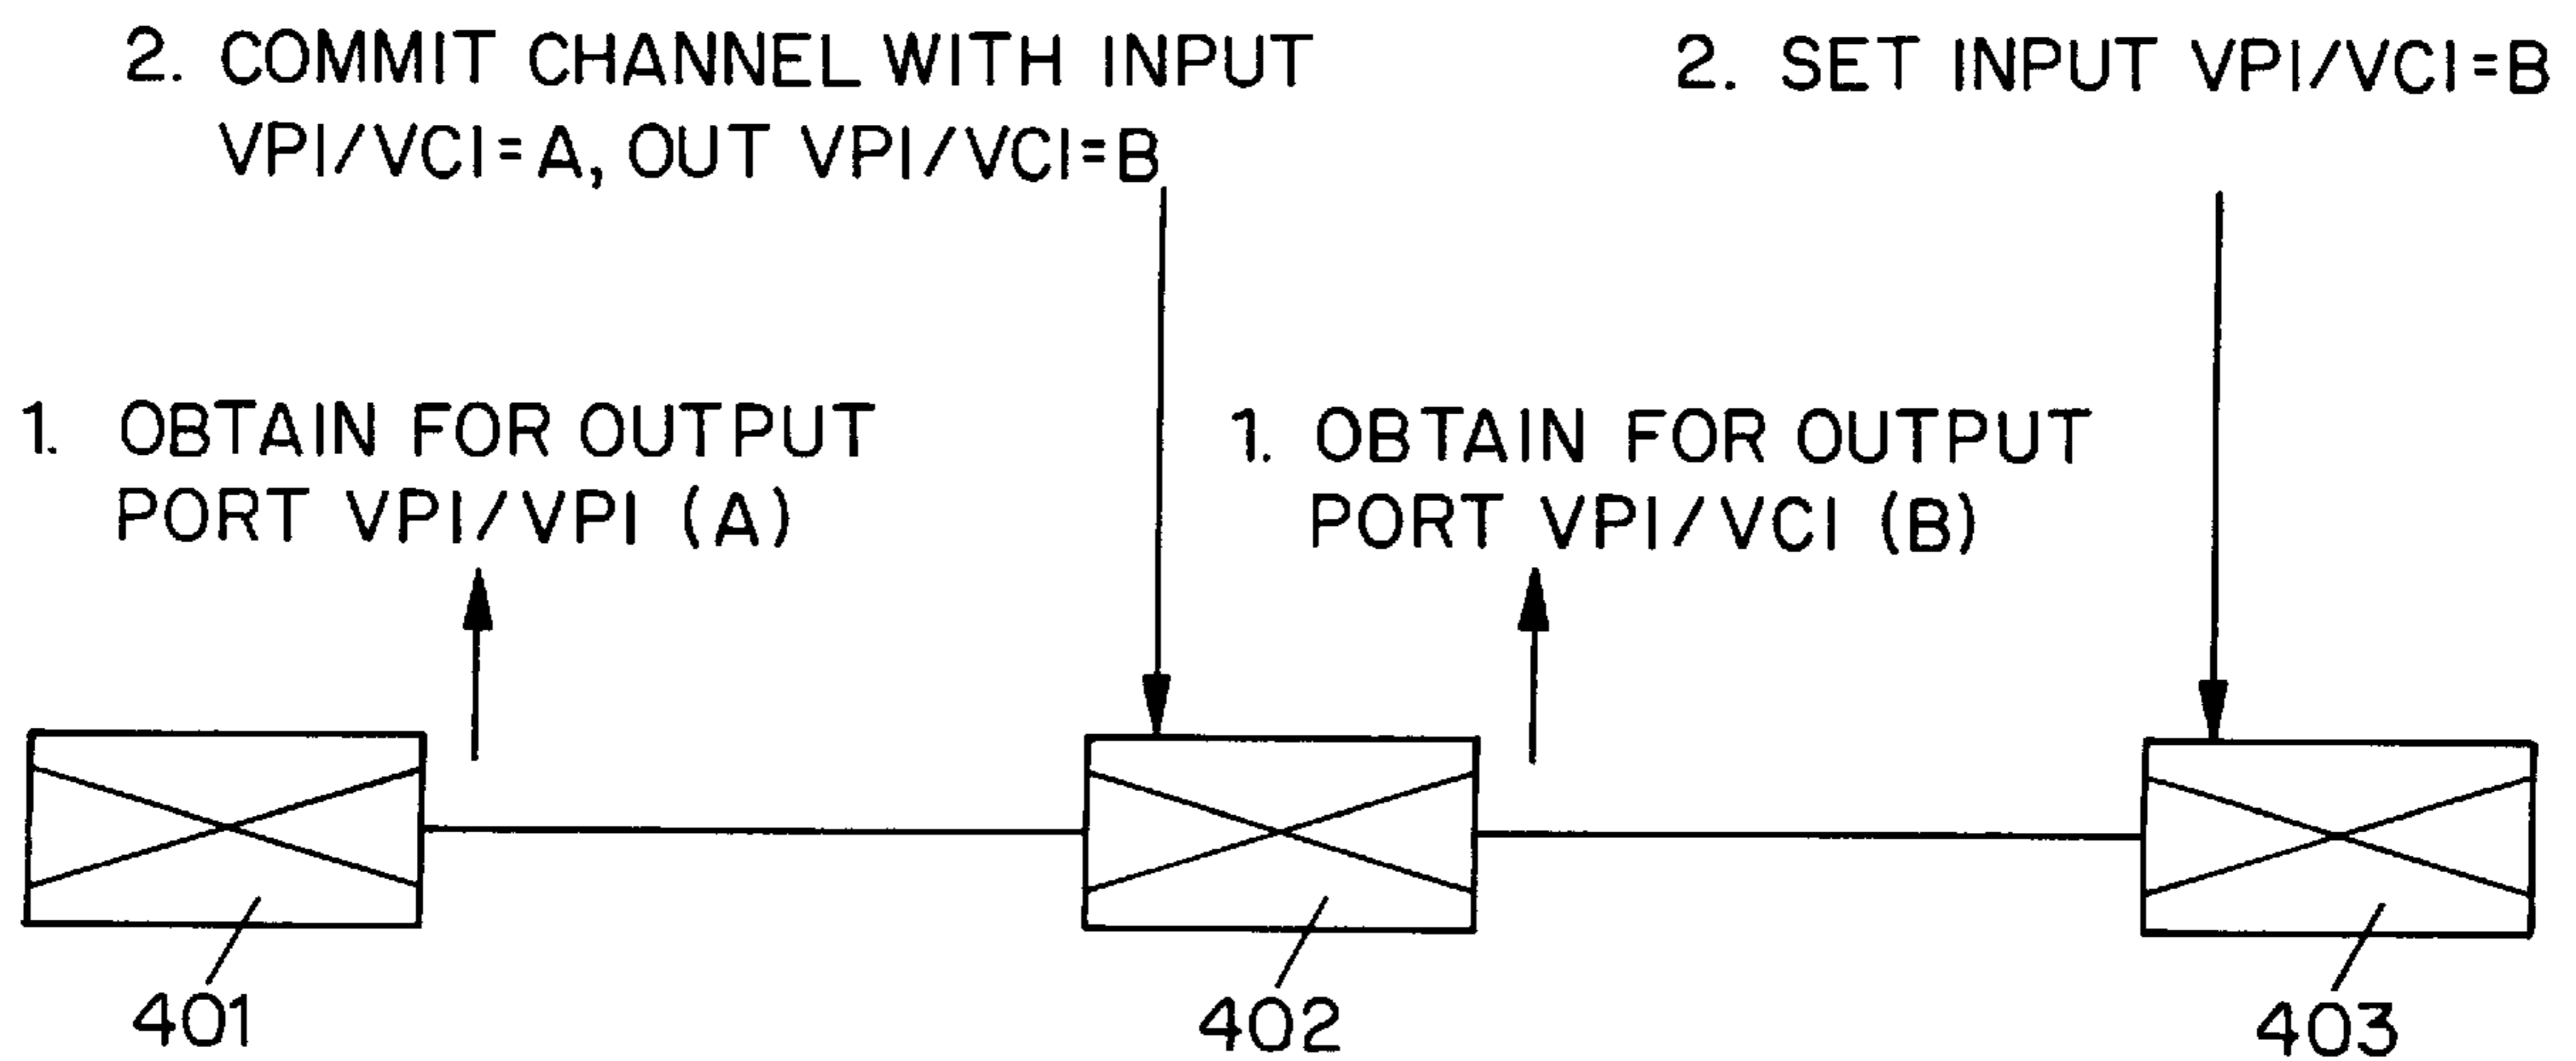 2. COMMIT CHANNEL WITH INPUT
VPI/VCI=A, OUT VPI/VCI=B
2. SET INPUT VPI/VCI=B
1. OBTAIN FOR OUTPUT
PORT VPI/VPI (A)
1. OBTAIN FOR OUTPUT
PORT VPI/VCI (B)
401
402
403